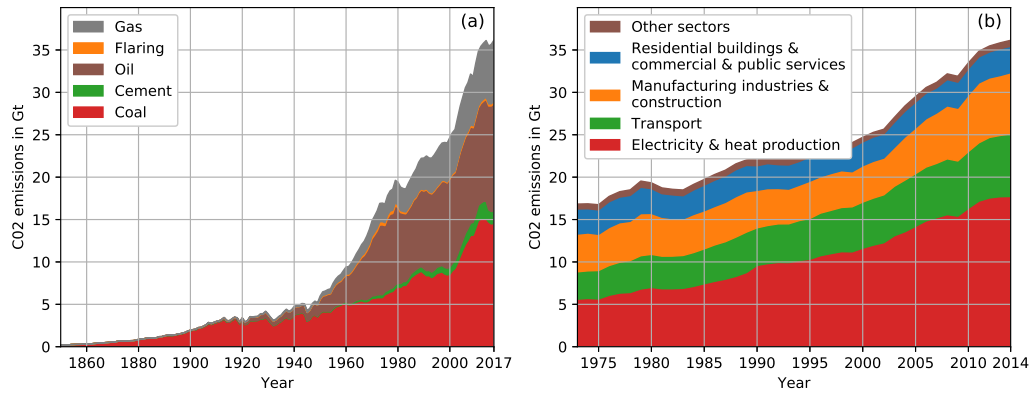 (a)
Gas
Flaring
Oil
Cement
Coal
CO2 emissions in Gt
35
30
25
20
15
10
5
0
1860 1880 1900 1920 1940 1960 1980 2000 2017
Year
(b)
Other sectors
Residential buildings &
commercial & public services
Manufacturing industries &
construction
Transport
Electricity & heat production
CO2 emissions in Gt
35
30
25
20
15
10
5
0
1975 1980 1985 1990 1995 2000 2005 2010 2014
Year